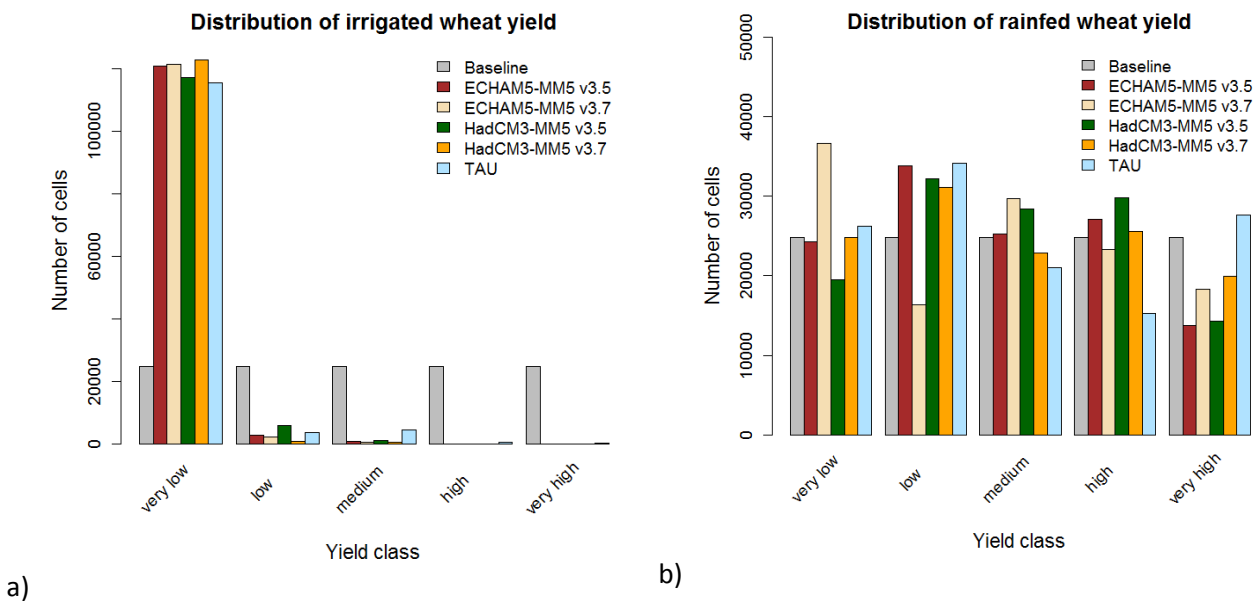 Distribution of irrigated wheat yield
Number of cells
100000
60000
20000
0
Baseline
ECHAM5-MM5 v3.5
ECHAM5-MM5 v3.7
HadCM3-MM5 v3.5
HadCM3-MM5 v3.7
TAU
very low
low
medium
high
very high
Yield class
a)
Distribution of rainfed wheat yield
Number of cells
50000
40000
30000
20000
10000
0
Baseline
ECHAM5-MM5 v3.5
ECHAM5-MM5 v3.7
HadCM3-MM5 v3.5
HadCM3-MM5 v3.7
TAU
very low
low
medium
high
very high
Yield class
b)